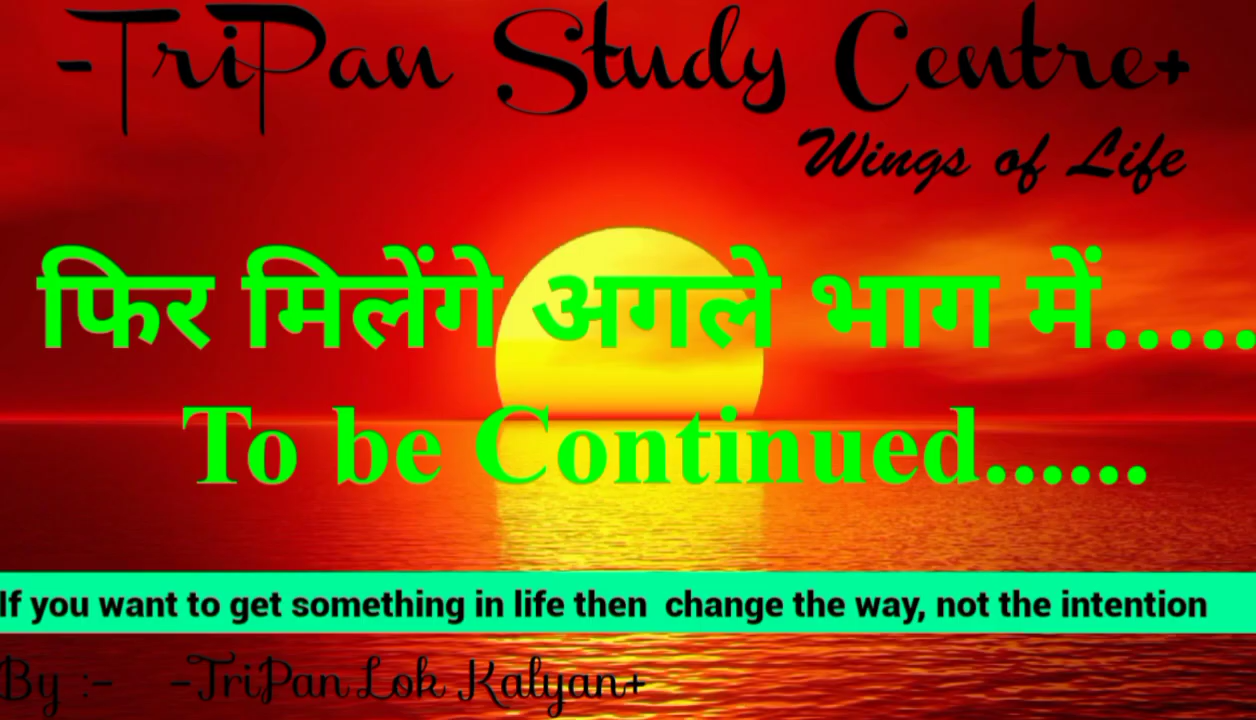 -TriPan Study Centre+
Wings of Life
फिर मिलेंगे अगले भाग में.....
To be Continued......
If you want to get something in life then change the way, not the intention
By :- -TriPan Lok Kalyan+